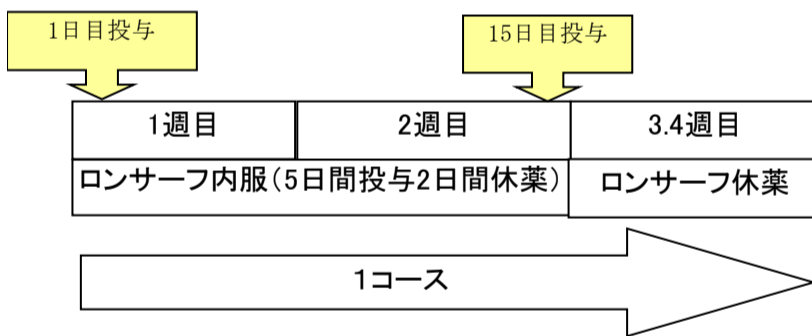 1日目投与
15日目投与
1週目
2週目
3.4週目
ロンサーフ内服(5日間投与2日間休薬)
ロンサーフ休薬
1コース